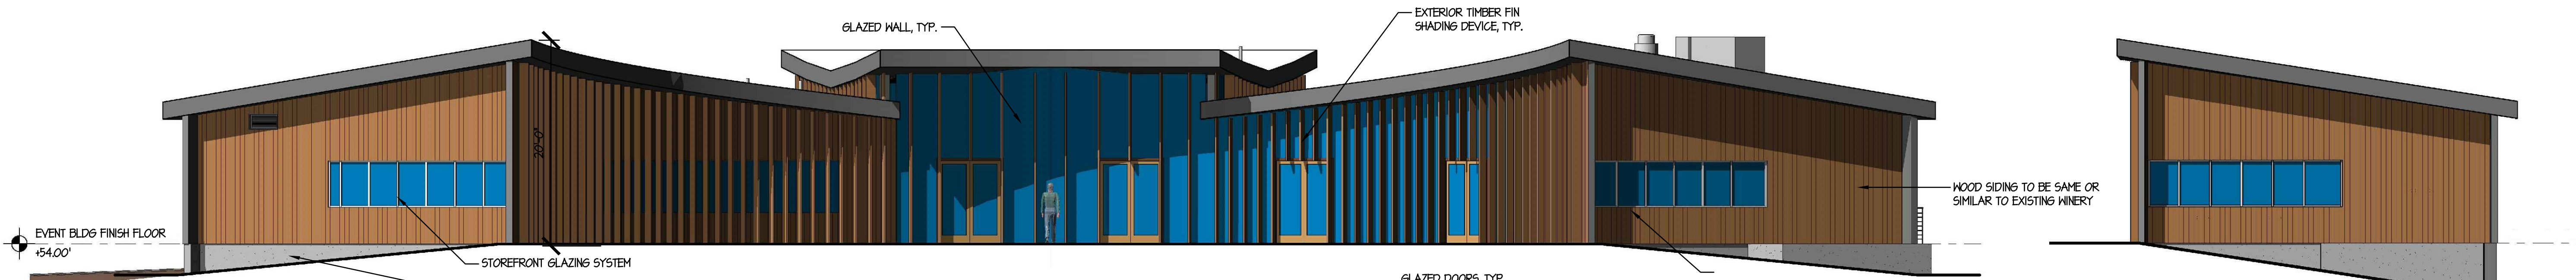 GLAZED WALL, TYP.
EXTERIOR TIMBER FIN
SHADING DEVICE, TYP.
20'-0"
WOOD SIDING TO BE SAME OR
SIMILAR TO EXISTING WINERY
EVENT BLDG FINISH FLOOR
+54.00'
STOREFRONT GLAZING SYSTEM
GLAZED DOORS, TYP.